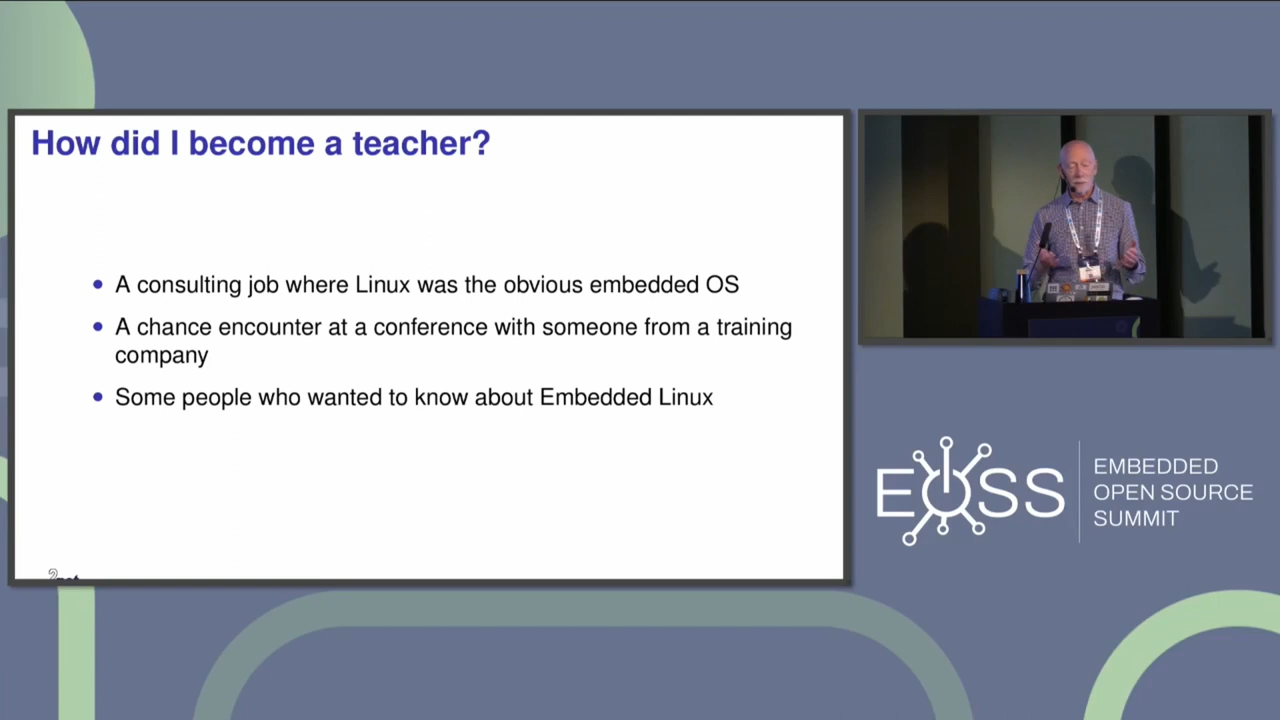 How did I become a teacher?
• A consulting job where Linux was the obvious embedded OS
• A chance encounter at a conference with someone from a training
company
• Some people who wanted to know about Embedded Linux
EOSS
EMBEDDED
OPEN SOURCE
SUMMIT